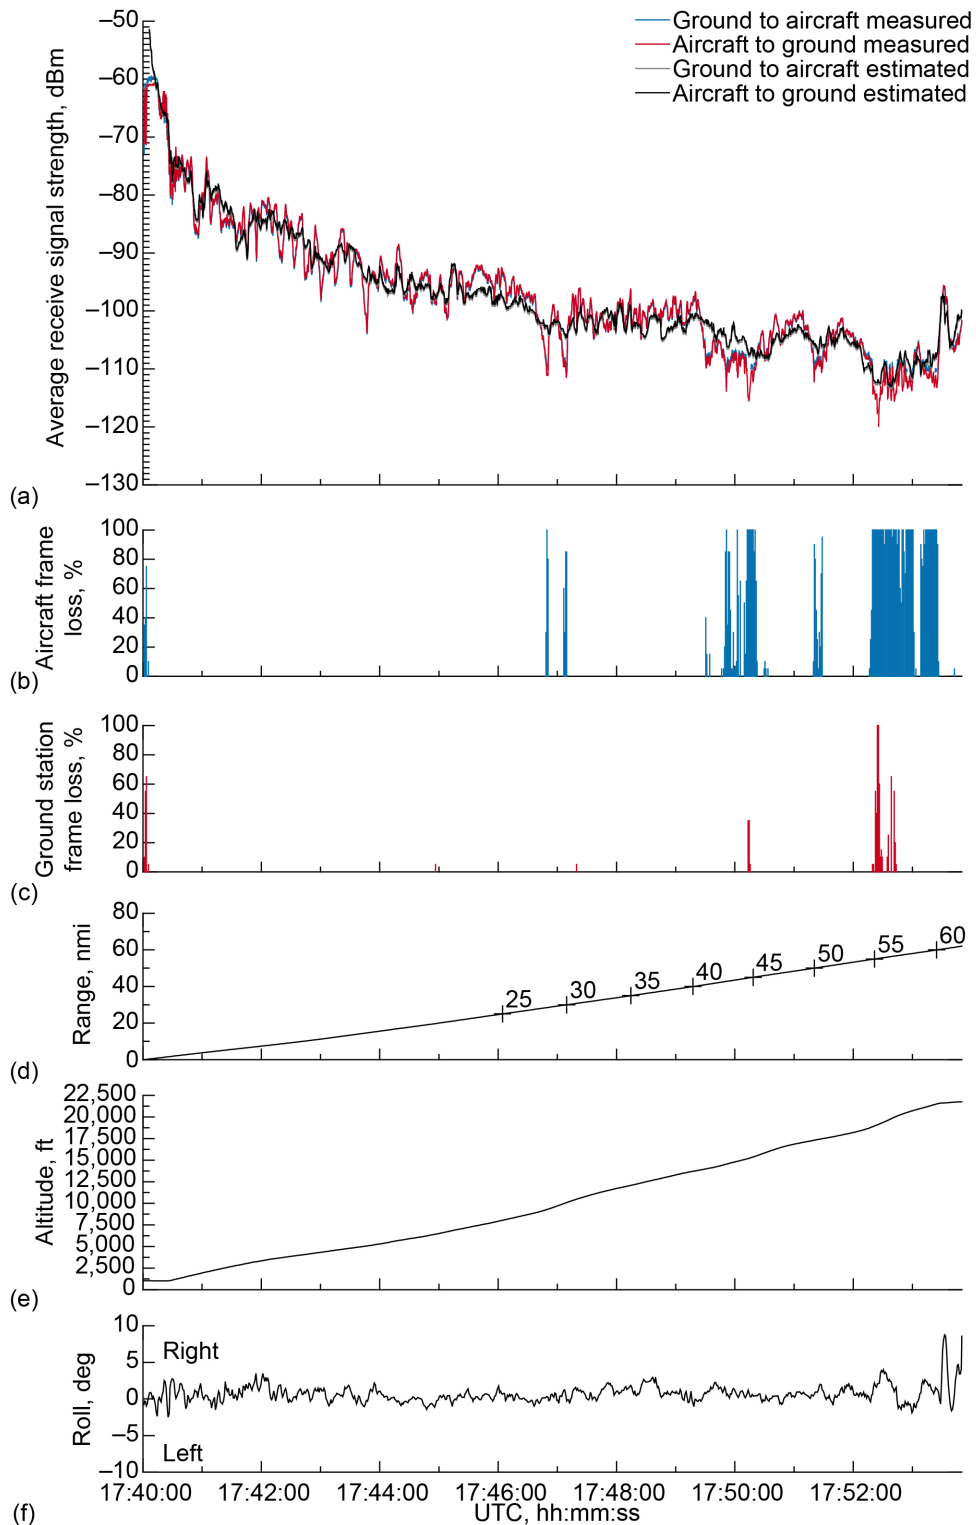 Ground to aircraft measured
Aircraft to ground measured
Ground to aircraft estimated
Aircraft to ground estimated
Average receive signal strength, dBm
–50
–60
–70
–80
–90
–100
–110
–120
–130
(a)
Aircraft frame
loss, %
100
80
60
40
20
0
(b)
Ground station
frame loss, %
100
80
60
40
20
0
(c)
Range, nmi
80
60
40
20
0
25
30
35
40
45
50
55
60
(d)
Altitude, ft
22,500
20,000
17,500
15,000
12,500
10,000
7,500
5,000
2,500
0
(e)
Roll, deg
10
5
0
–5
–10
Right
Left
17:40:00 17:42:00 17:44:00 17:46:00 17:48:00 17:50:00 17:52:00
UTC, hh:mm:ss
(f)